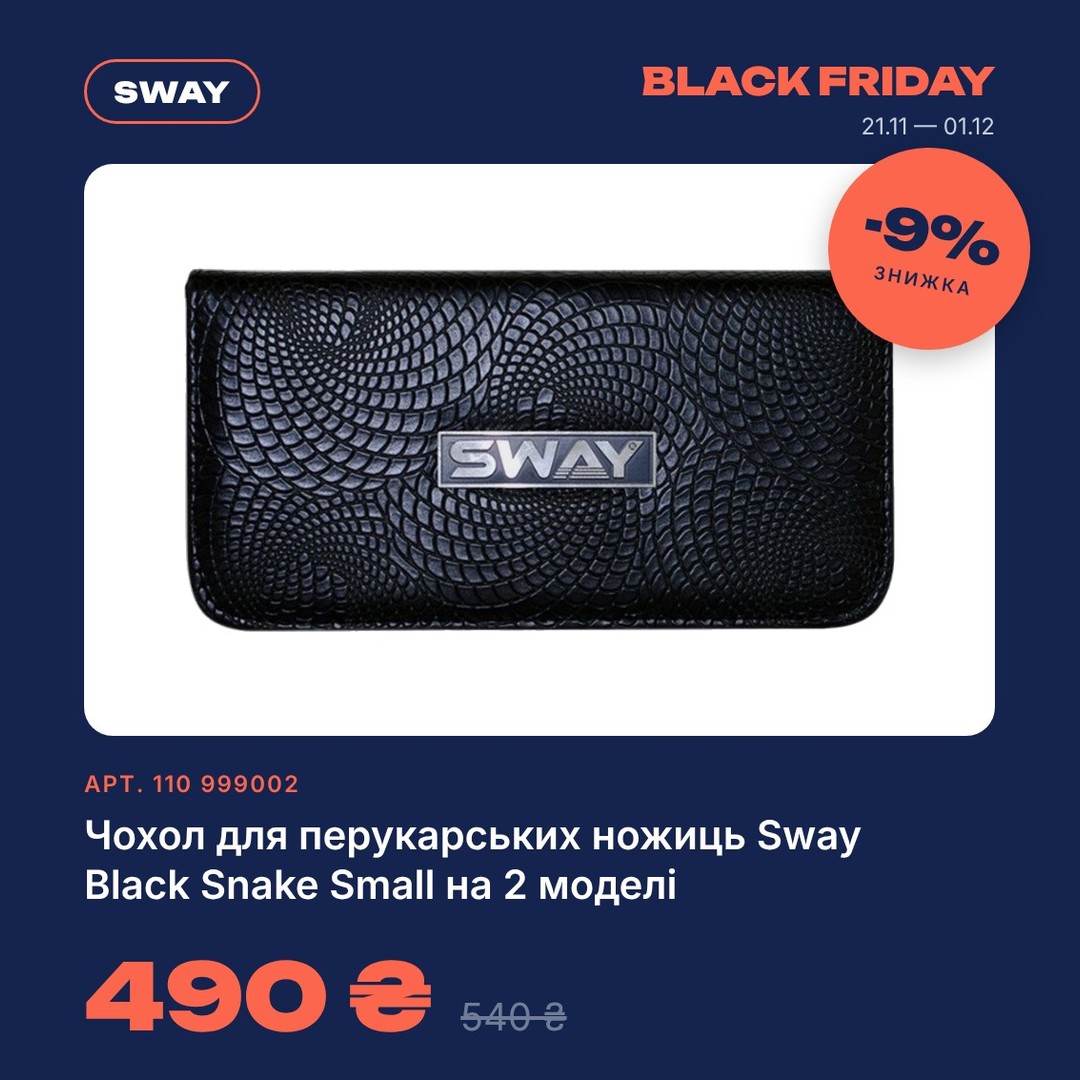 SWAY
BLACK FRIDAY
21.11 — 01.12
-9%
ЗНИЖКА
SWAY
АРТ. 110 999002
Чохол для перукарських ножиць Sway
Black Snake Small на 2 моделі
490 ₴ 540 ₴